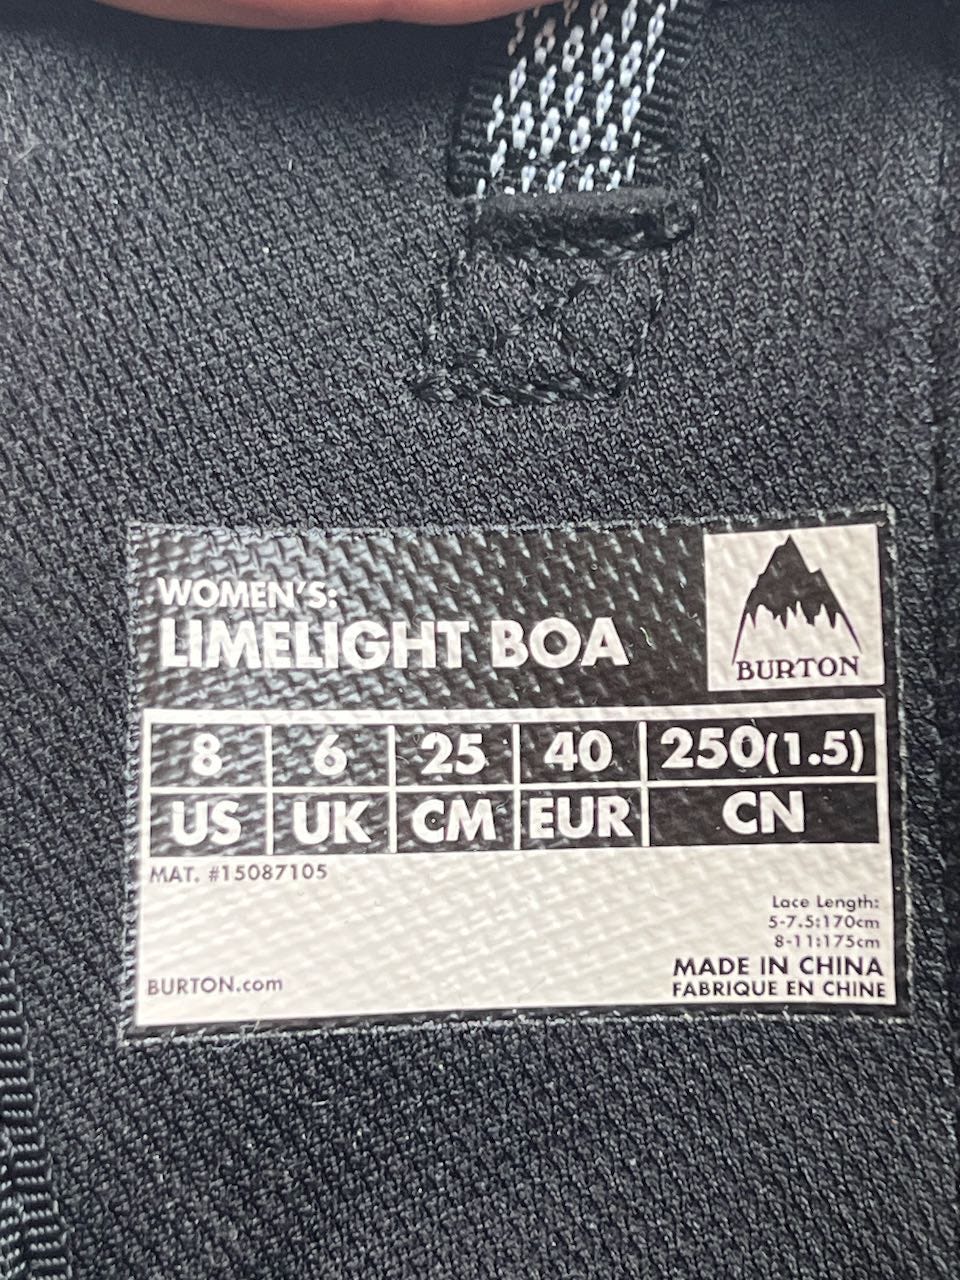 WOMEN'S:
LIMELIGHT BOA
BURTON
8 6 25 40 250(1.5)
US UK CM EUR CN
MAT. #15087105
Lace Length:
5-7.5:170cm
8-11:175cm
MADE IN CHINA
BURTON.com
FABRIQUE EN CHINE